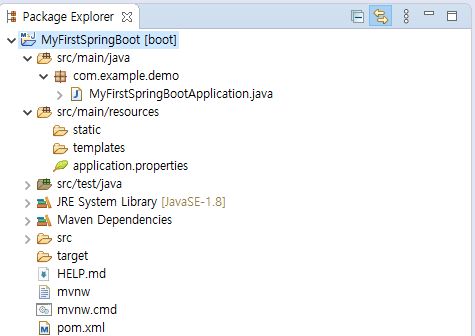 Package Explorer
MyFirstSpringBoot [boot]
src/main/java
com.example.demo
MyFirstSpringBootApplication.java
src/main/resources
static
templates
application.properties
src/test/java
JRE System Library [JavaSE-1.8]
Maven Dependencies
src
target
HELP.md
mvnw
mvnw.cmd
pom.xml